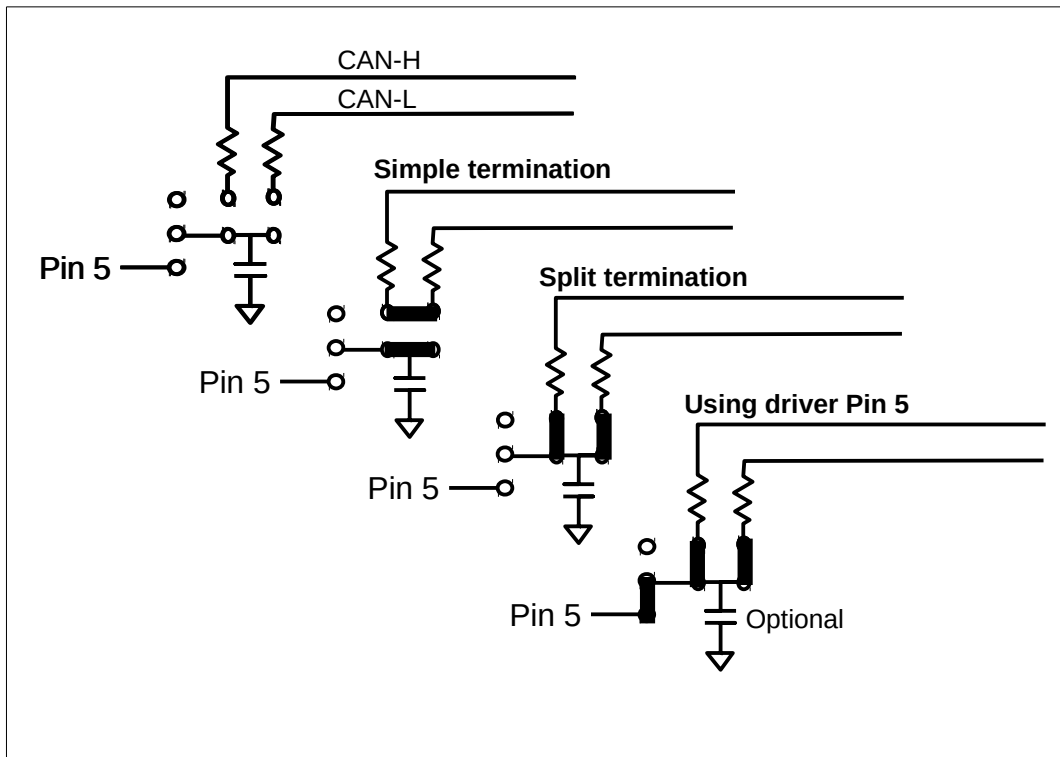 CAN-H
CAN-L
Simple termination
Pin 5
Split termination
Pin 5
Using driver Pin 5
Pin 5
Pin 5
Optional